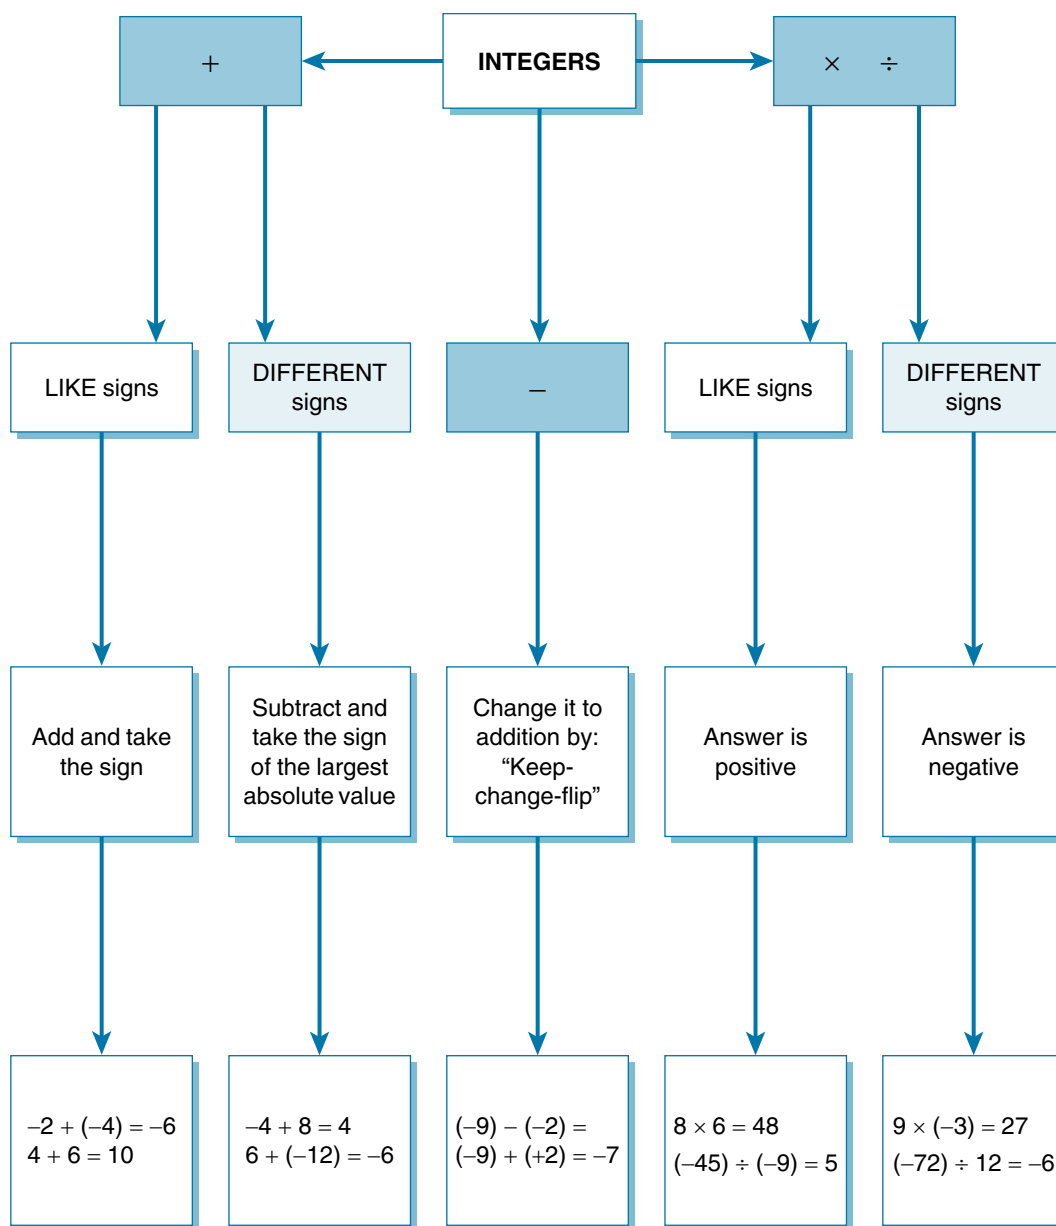 +
INTEGERS
× ÷
LIKE signs
DIFFERENT
signs
−
LIKE signs
DIFFERENT
signs
Add and take
the sign
Subtract and
take the sign
of the largest
absolute value
Change it to
addition by:
“Keep-
change-flip”
Answer is
positive
Answer is
negative
−2 + (−4) = −6
4 + 6 = 10
−4 + 8 = 4
6 + (−12) = −6
(−9) − (−2) =
(−9) + (+2) = −7
8 × 6 = 48
(−45) ÷ (−9) = 5
9 × (−3) = 27
(−72) ÷ 12 = −6